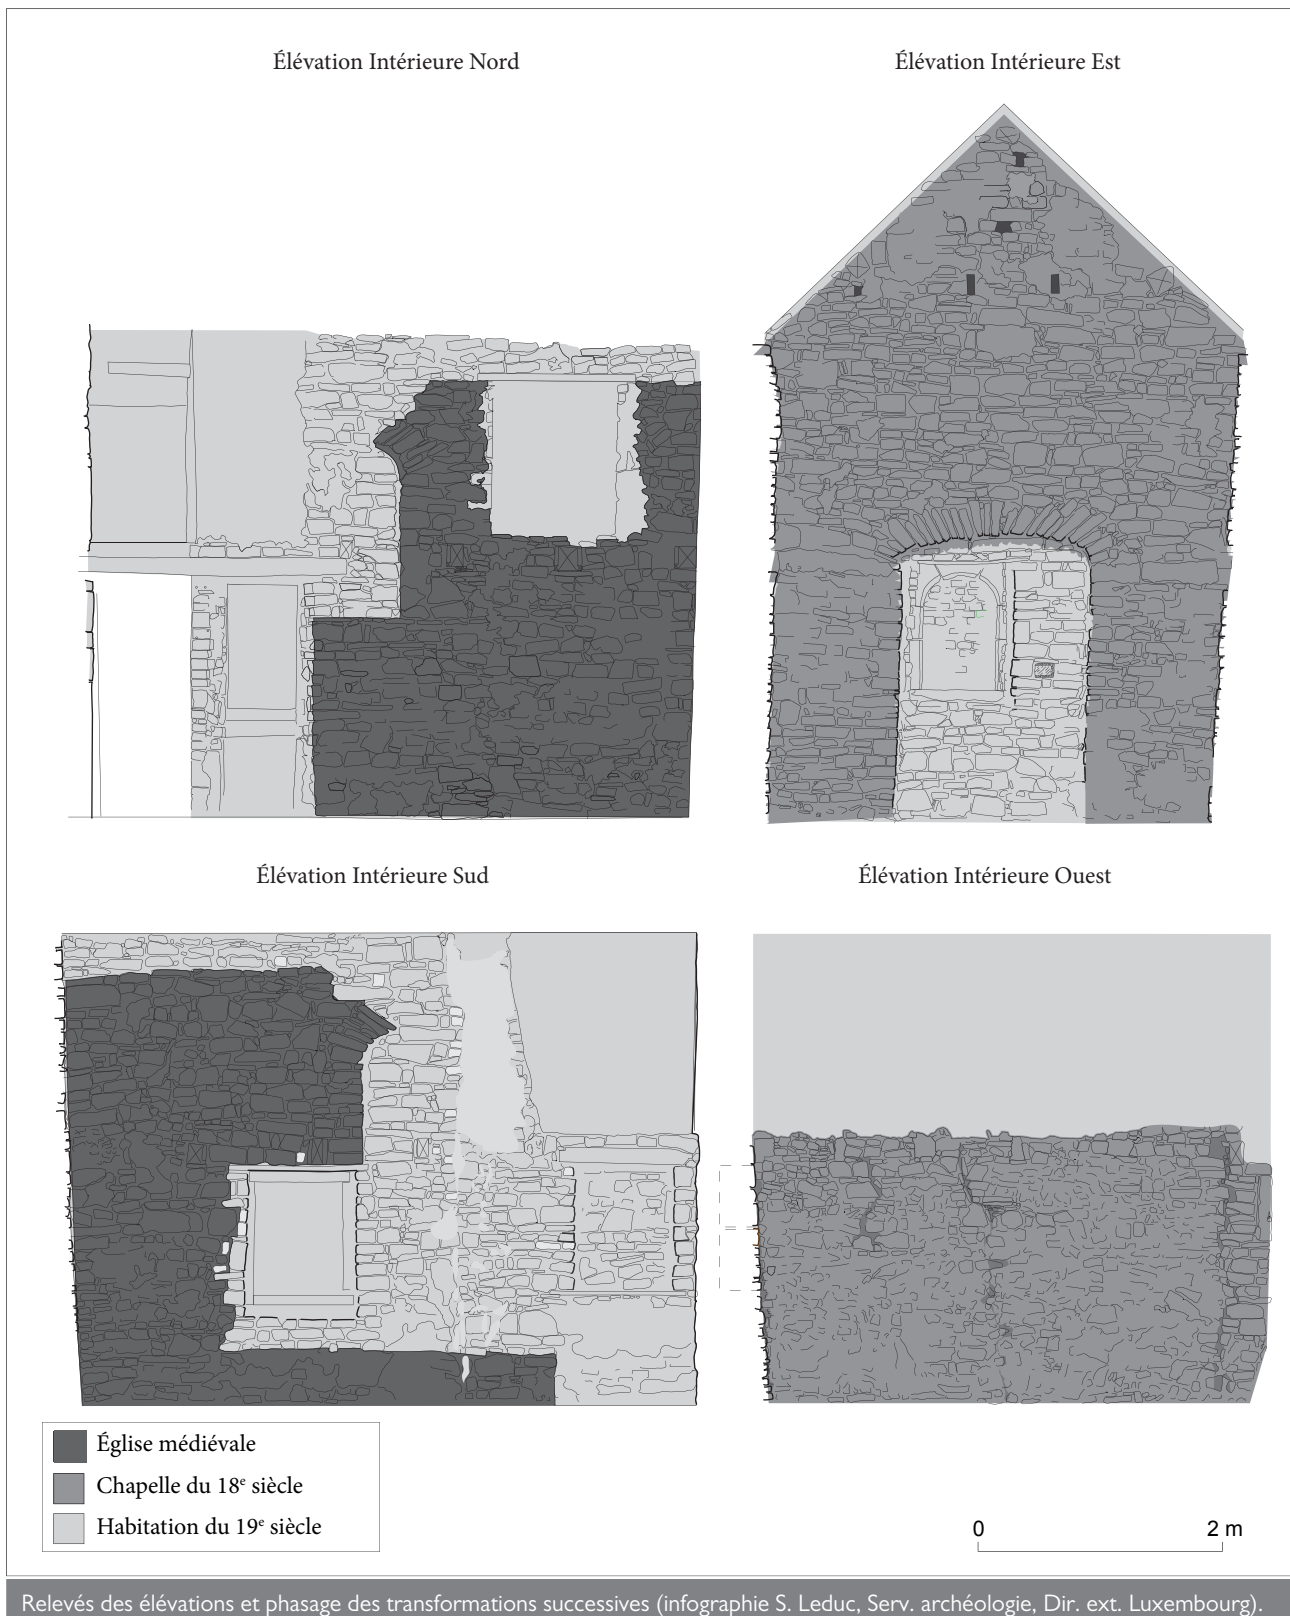 Élévation Intérieure Nord
Élévation Intérieure Est
Élévation Intérieure Sud
Élévation Intérieure Ouest
Église médiévale
Chapelle du 18e siècle
Habitation du 19e siècle
0 2 m
Relevés des élévations et phasage des transformations successives (infographie S. Leduc, Serv. archéologie, Dir. ext. Luxembourg).